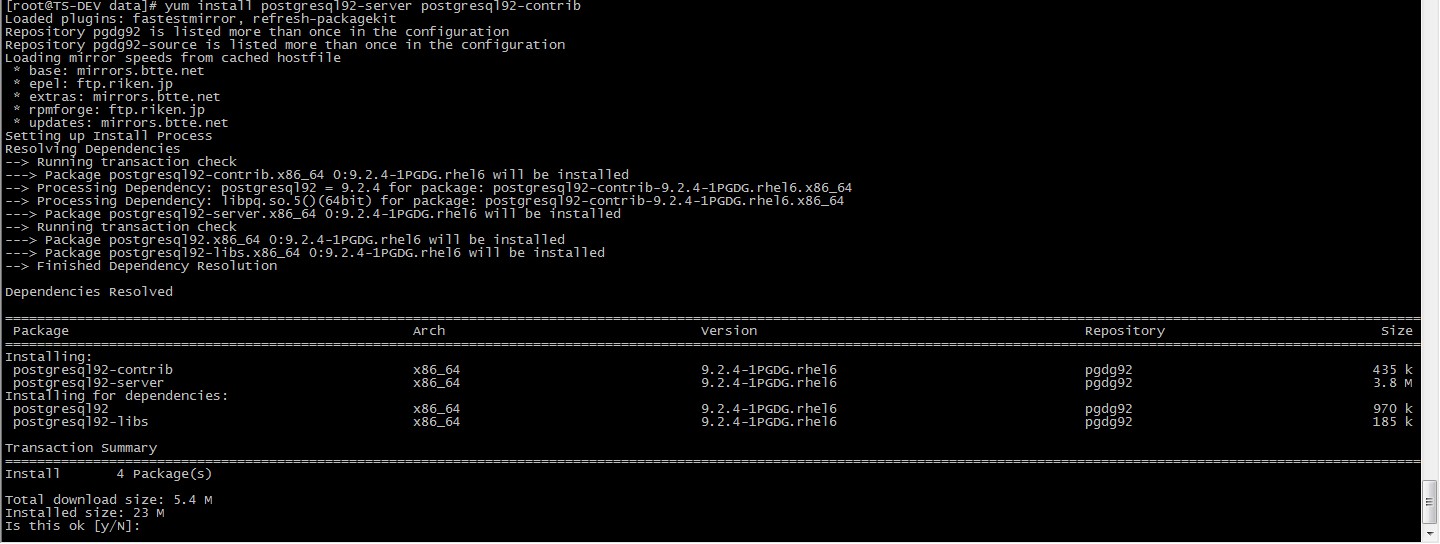 [root@TS-DEV data]# yum install postgresql92-server postgresql92-contrib
Loaded plugins: fastestmirror, refresh-packagekit
Repository pgdg92 is listed more than once in the configuration
Repository pgdg92-source is listed more than once in the configuration
Loading mirror speeds from cached hostfile
 * base: mirrors.btte.net
 * epel: ftp.riken.jp
 * extras: mirrors.btte.net
 * rpmforge: ftp.riken.jp
 * updates: mirrors.btte.net
Setting up Install Process
Resolving Dependencies
--> Running transaction check
---> Package postgresql92-contrib.x86_64 0:9.2.4-1PGDG.rhel6 will be installed
--> Processing Dependency: postgresql92 = 9.2.4 for package: postgresql92-contrib-9.2.4-1PGDG.rhel6.x86_64
--> Processing Dependency: libpq.so.5()(64bit) for package: postgresql92-contrib-9.2.4-1PGDG.rhel6.x86_64
---> Package postgresql92-server.x86_64 0:9.2.4-1PGDG.rhel6 will be installed
--> Running transaction check
---> Package postgresql92.x86_64 0:9.2.4-1PGDG.rhel6 will be installed
---> Package postgresql92-libs.x86_64 0:9.2.4-1PGDG.rhel6 will be installed
--> Finished Dependency Resolution
Dependencies Resolved
Package Arch Version Repository Size
Installing:
postgresql92-contrib x86_64 9.2.4-1PGDG.rhel6 pgdg92 435 k
postgresql92-server x86_64 9.2.4-1PGDG.rhel6 pgdg92 3.8 M
Installing for dependencies:
postgresql92 x86_64 9.2.4-1PGDG.rhel6 pgdg92 970 k
postgresql92-libs x86_64 9.2.4-1PGDG.rhel6 pgdg92 185 k
Transaction Summary
Install 4 Package(s)
Total download size: 5.4 M
Installed size: 23 M
Is this ok [y/N]: